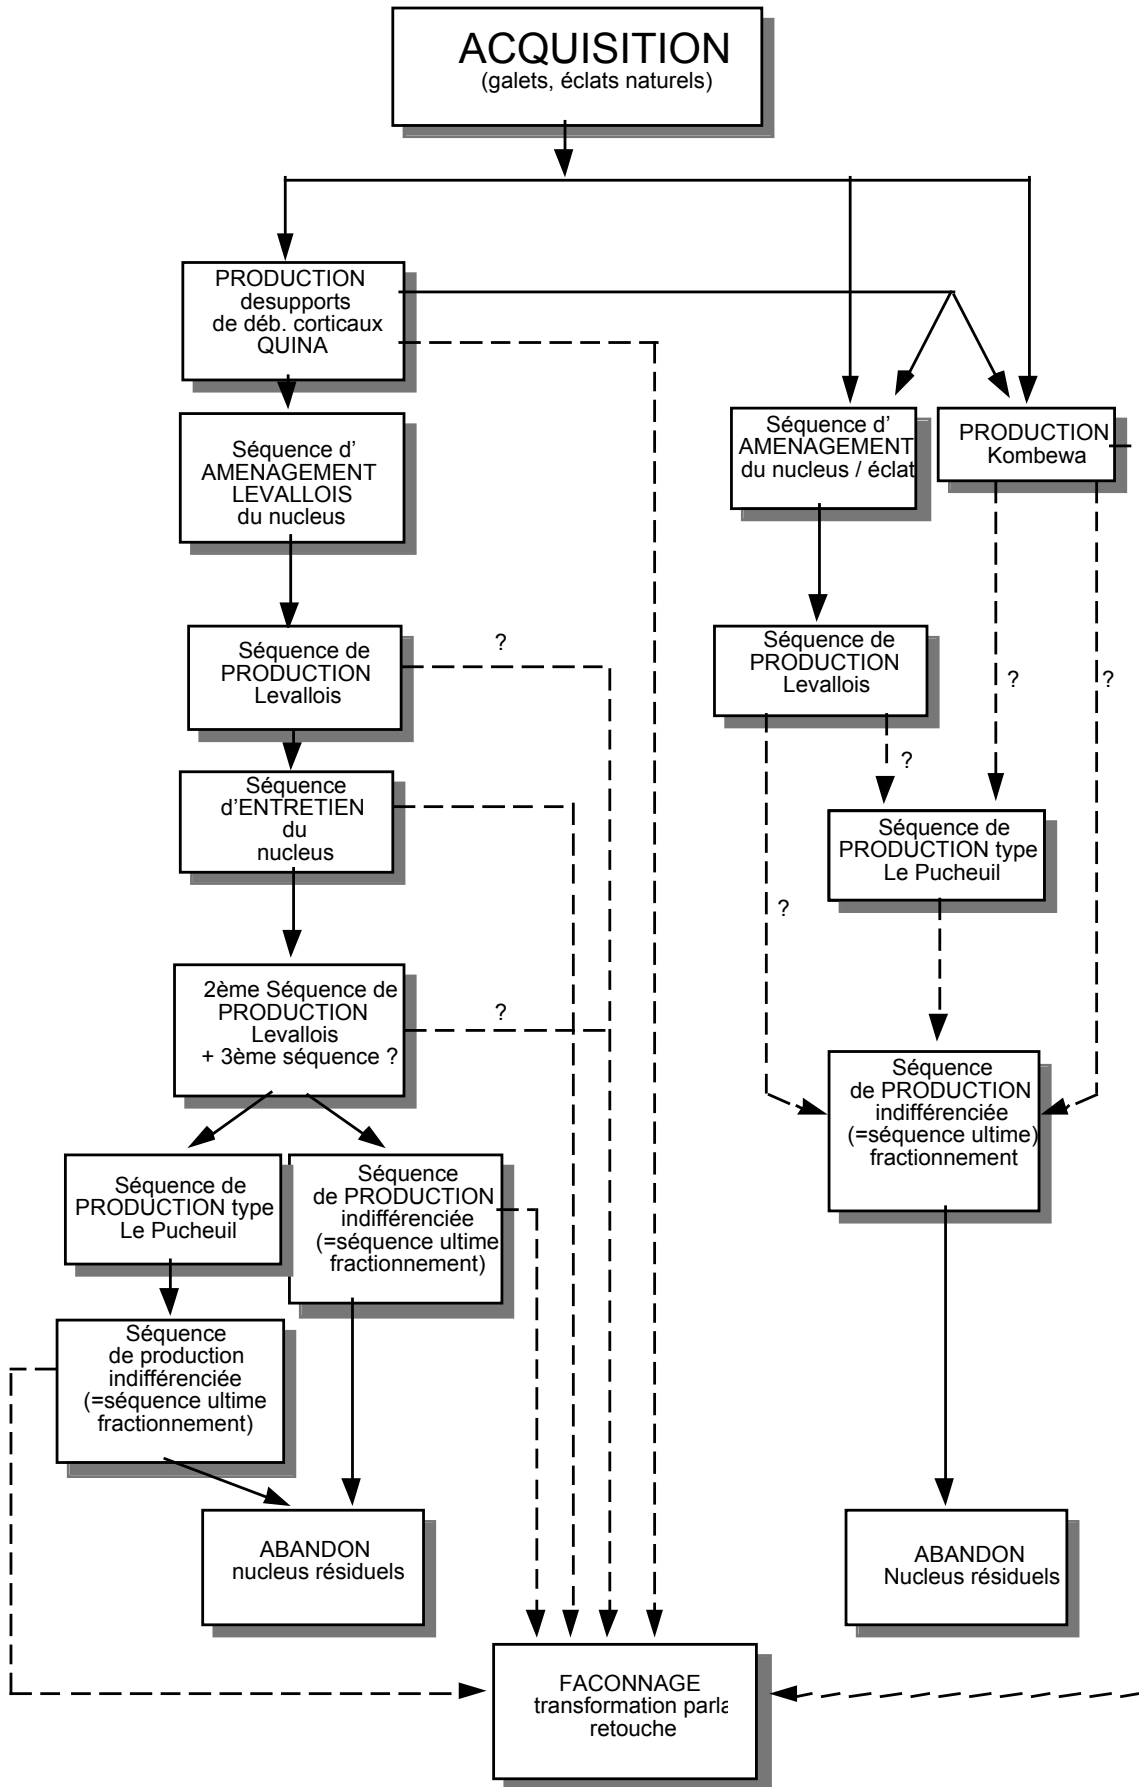 ACQUISITION
(galets, éclats naturels)
PRODUCTION
desupports
de déb. corticaux
QUINA
Séquence d'
AMENAGEMENT
LEVALLOIS
du nucleus
Séquence d'
AMENAGEMENT
du nucleus / éclat
PRODUCTION
Kombewa
Séquence de
PRODUCTION
Levallois
?
Séquence de
PRODUCTION
Levallois
?
?
?
?
Séquence
d'ENTRETIEN
du
nucleus
Séquence de
PRODUCTION type
Le Pucheuil
2ème Séquence de
PRODUCTION
Levallois
+ 3ème séquence ?
?
Séquence
de PRODUCTION
indifférenciée
(=séquence ultime)
fractionnement
Séquence de
PRODUCTION type
Le Pucheuil
Séquence
de PRODUCTION
indifférenciée
(=séquence ultime
fractionnement)
Séquence
de production
indifférenciée
(=séquence ultime
fractionnement)
ABANDON
nucleus résiduels
ABANDON
Nucleus résiduels
FACONNAGE
transformation parla
retouche